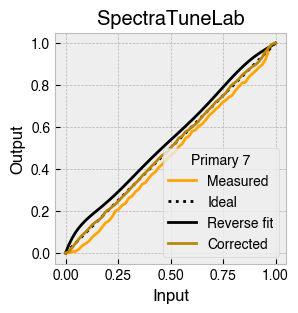 SpectraTuneLab
Output
1.0
0.8
0.6
0.4
0.2
0.0
Primary 7
Measured
Ideal
Reverse fit
Corrected
0.00 0.25 0.50 0.75 1.00
Input